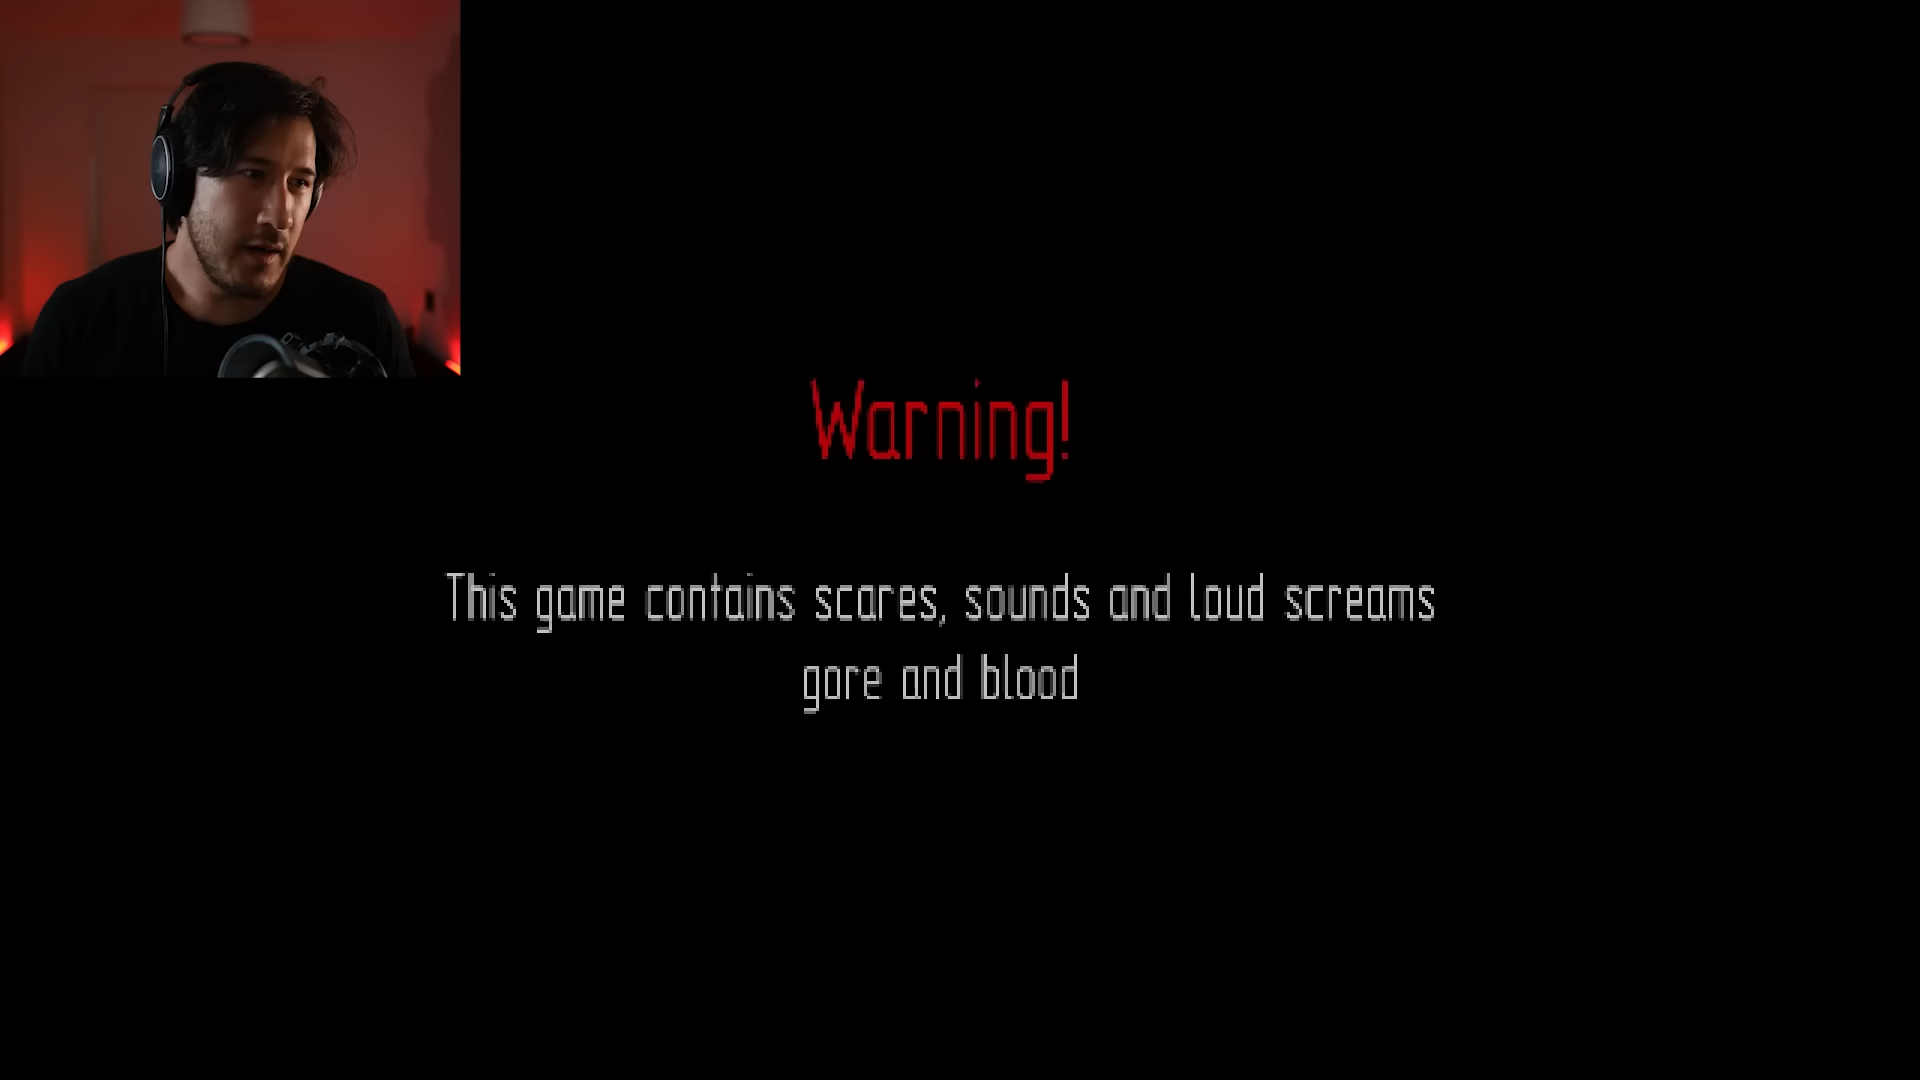 Warning!
This game contains scares, sounds and loud screams
gore and blood